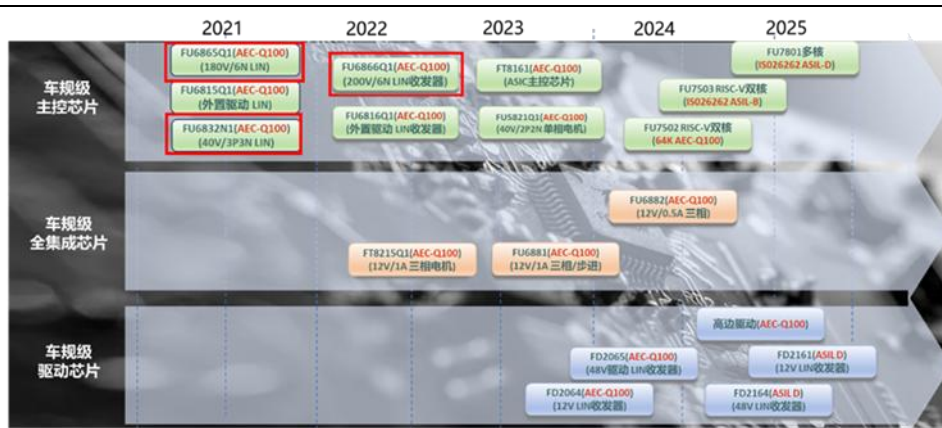 2021 2022 2023 2024 2025
车规级
主控芯片
FU6865Q1(AEC-Q100)
(180V/6N LIN)
FU6815Q1(AEC-Q100)
(外置驱动 LIN)
FU6832N1(AEC-Q100)
(40V/3P3N LIN)
FU6866Q1(AEC-Q100)
(200V/6N LIN收发器)
FU6816Q1(AEC-Q100)
(外置驱动 LIN收发器)
FT8161(AEC-Q100)
(ASIC主控芯片)
FU5821Q1(AEC-Q100)
(40V/2P2N 单相电机)
FU7801多核
(ISO26262 ASIL-D)
FU7503 RISC-V双核
(ISO26262 ASIL-B)
FU7502 RISC-V双核
(64K AEC-Q100)
车规级
全集成芯片
FU6882(AEC-Q100)
(12V/0.5A 三相)
FT8215Q1(AEC-Q100)
(12V/1A 三相电机)
FU6881(AEC-Q100)
(12V/1A 三相/步进)
车规级
驱动芯片
高边驱动(AEC-Q100)
FD2065(AEC-Q100)
(48V驱动 LIN收发器)
FD2161(ASIL D)
(12V LIN收发器)
FD2064(AEC-Q100)
(12V LIN收发器)
FD2164(ASIL D)
(48V LIN收发器)